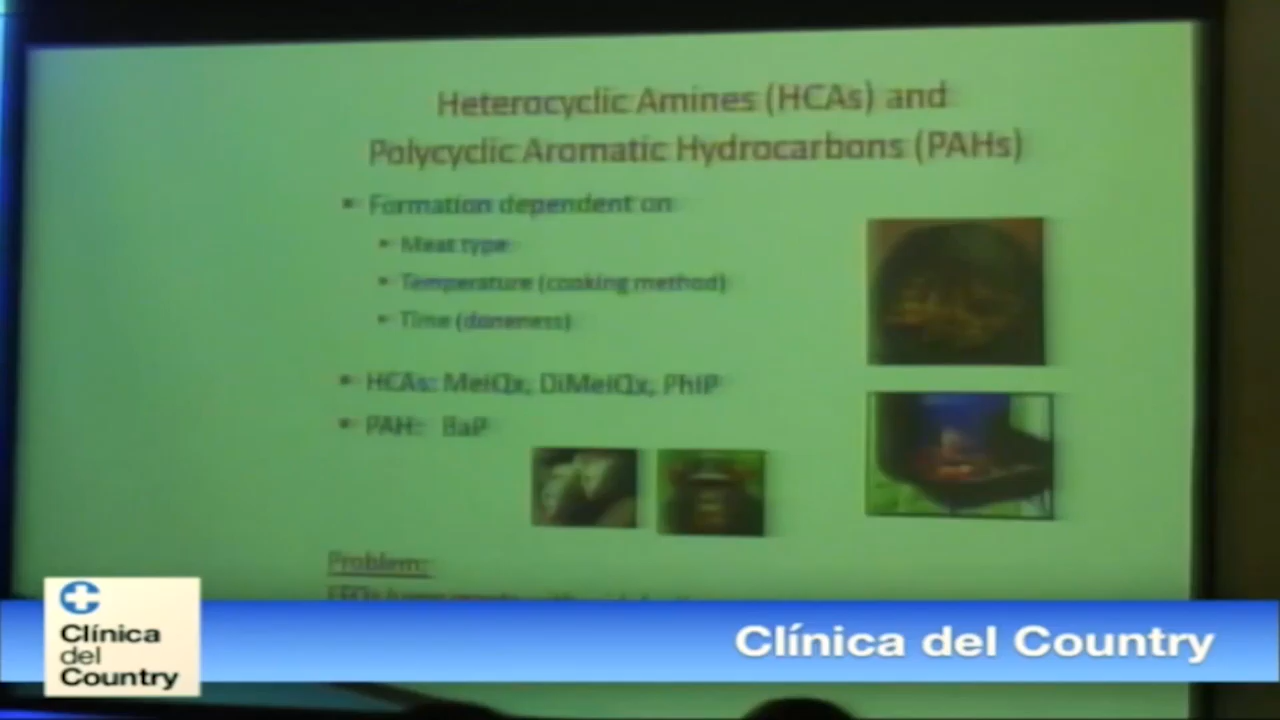 Heterocyclic Amines (HCAs) and
Polycyclic Aromatic Hydrocarbons (PAHs)
Formation dependent on
Meat type
Temperature (cooking method)
Time (doneness)
HCAs: MeiQx, DiMeiQx, PhiP
PAH: BaP
Problem:
Clínica del Country
Clínica
del
Country